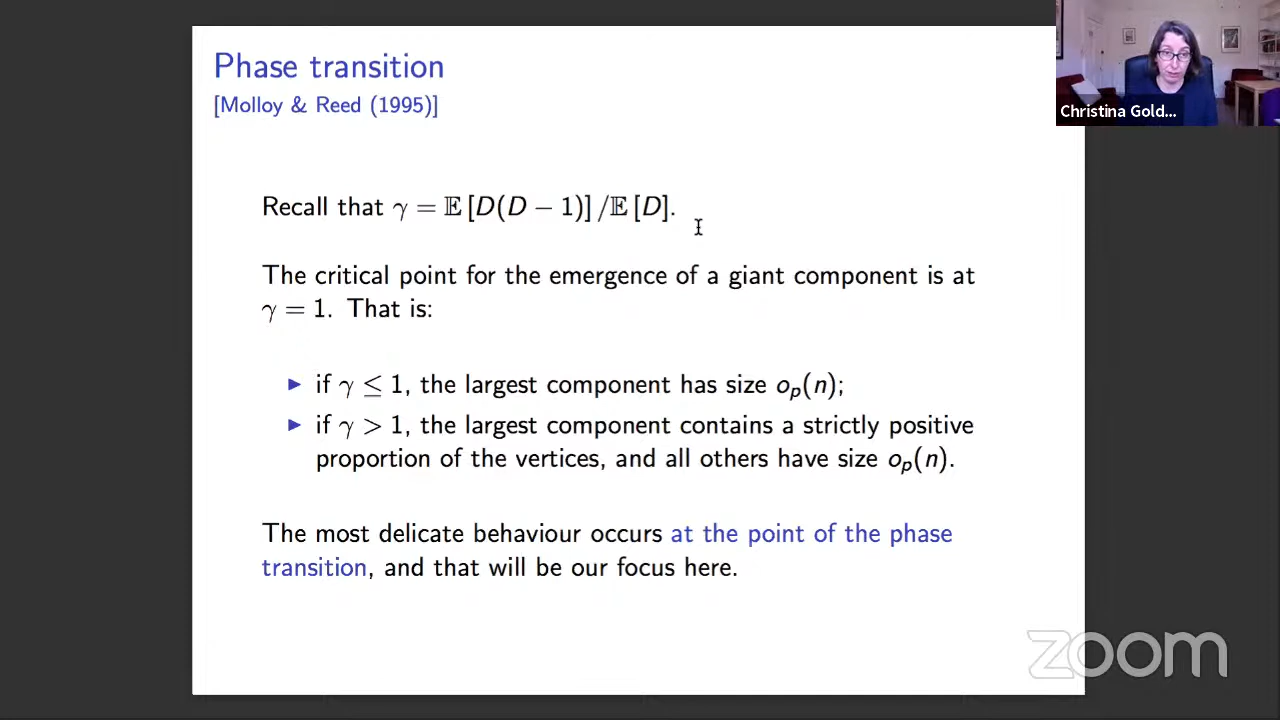 Phase transition
[Molloy & Reed (1995)]
Christina Gold...
Recall that γ = 𝔼 [D(D − 1)] /𝔼 [D].
The critical point for the emergence of a giant component is at
γ = 1. That is:
▶ if γ ≤ 1, the largest component has size oₚ(n);
▶ if γ > 1, the largest component contains a strictly positive
proportion of the vertices, and all others have size oₚ(n).
The most delicate behaviour occurs at the point of the phase
transition, and that will be our focus here.
zoom